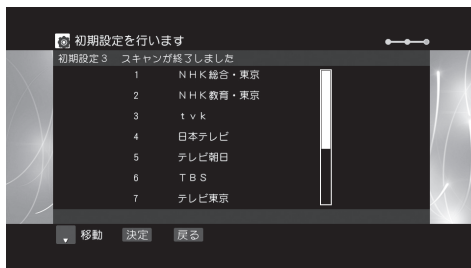 初期設定を行います
初期設定3 スキャンが終了しました
1 NHK総合・東京
2 NHK教育・東京
3 tvk
4 日本テレビ
5 テレビ朝日
6 TBS
7 テレビ東京
移動 決定 戻る